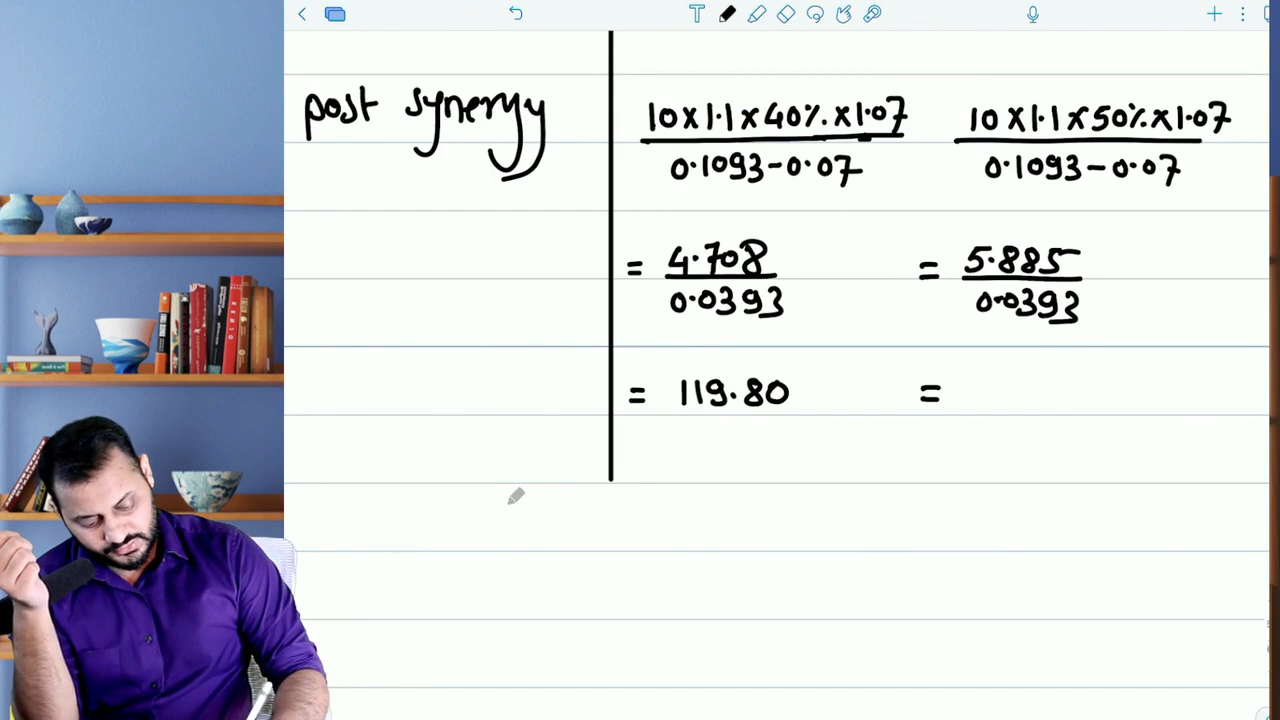 post synergy
10 x 1.1 x 40% x 1.07 10 x 1.1 x 50% x 1.07
0.1093 - 0.07 0.1093 - 0.07
= 4.708 = 5.885
0.0393 0.0393
= 119.80 =